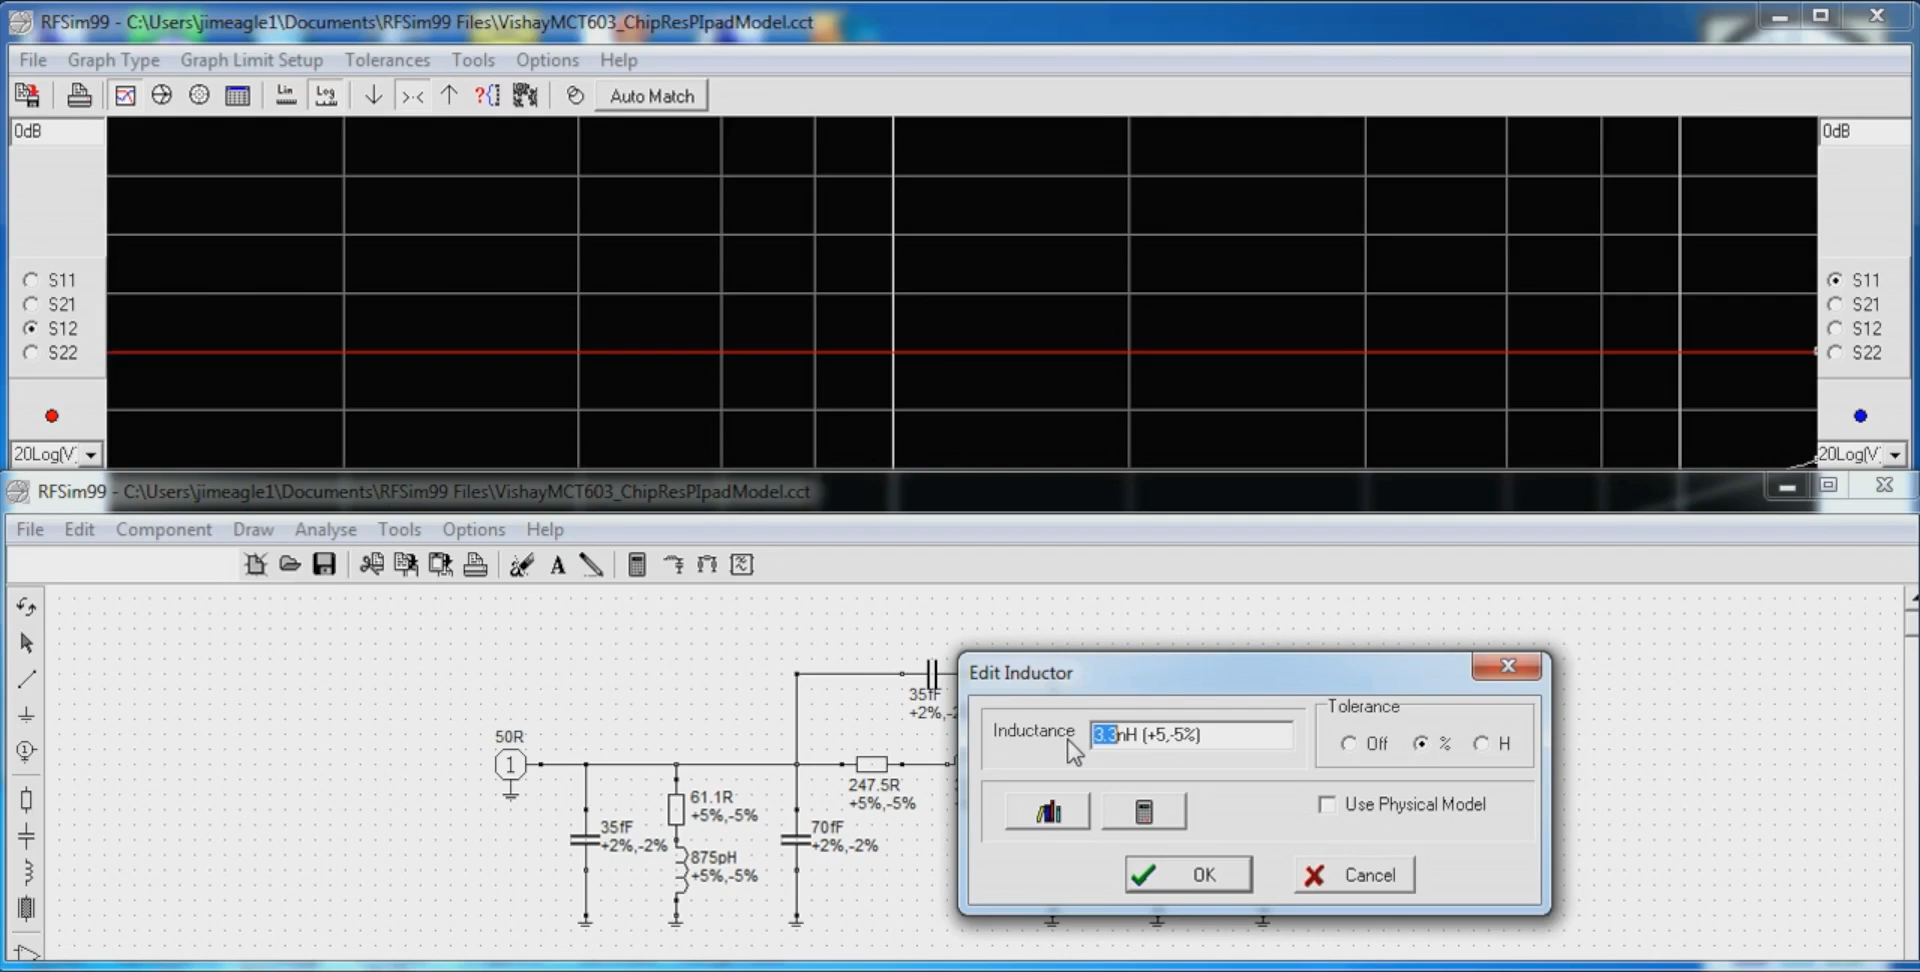 RFSim99 - C:\Users\jimeagle1\Documents\RFSim99 Files\VishayMCT603_ChipResPIpadModel.cct
File Graph Type Graph Limit Setup Tolerances Tools Options Help
Lin Log Auto Match
0dB 0dB
S11 S11
S21 S21
S12 S12
S22 S22
20Log(V) 20Log(V)
RFSim99 - C:\Users\jimeagle1\Documents\RFSim99 Files\VishayMCT603_ChipResPIpadModel.cct
File Edit Component Draw Analyse Tools Options Help
A
Edit Inductor
35fF
+2%,-2
Tolerance
Inductance 3.3nH (+5,-5%)
Off % H
50R
1
247.5R
+5%,-5%
61.1R
+5%,-5%
Use Physical Model
35fF
+2%,-2%
70fF
+2%,-2%
875pH
+5%,-5%
OK Cancel